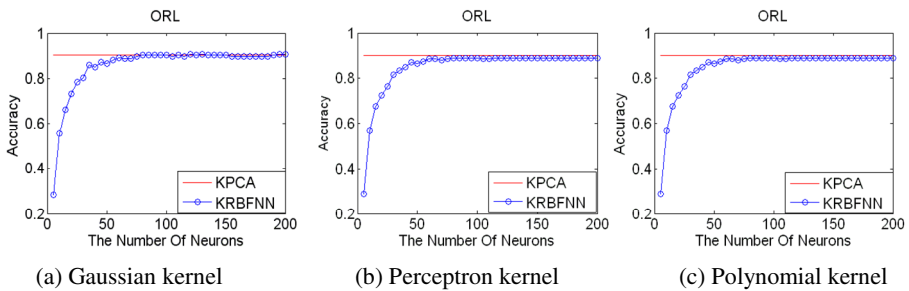 ORL
1
0.8
0.6
0.4
0.2
0 50 100 150 200
Accuracy
The Number Of Neurons
KPCA
KRBFNN
(a) Gaussian kernel
ORL
1
0.8
0.6
0.4
0.2
0 50 100 150 200
Accuracy
The Number Of Neurons
KPCA
KRBFNN
(b) Perceptron kernel
ORL
1
0.8
0.6
0.4
0.2
0 50 100 150 200
Accuracy
The Number Of Neurons
KPCA
KRBFNN
(c) Polynomial kernel